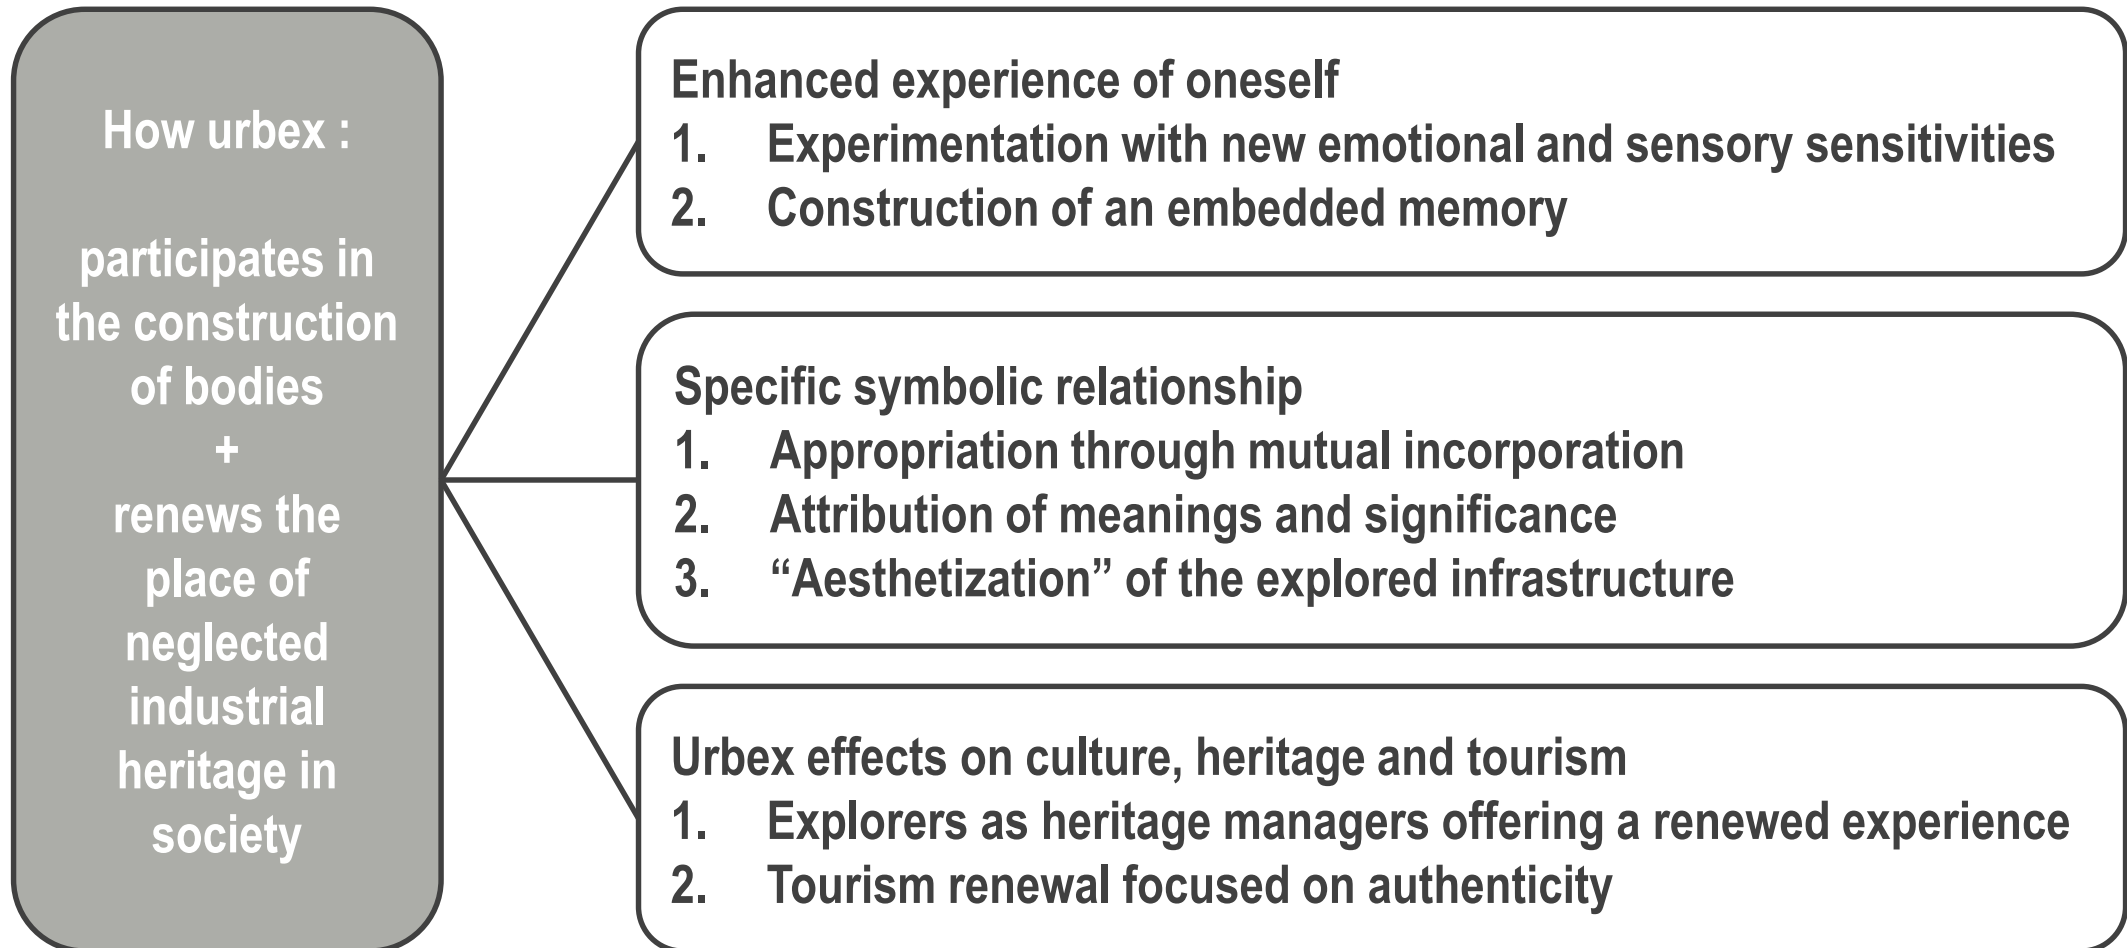 How urbex :
participates in
the construction
of bodies
+
renews the
place of
neglected
industrial
heritage in
society
Enhanced experience of oneself
1. Experimentation with new emotional and sensory sensitivities
2. Construction of an embedded memory
Specific symbolic relationship
1. Appropriation through mutual incorporation
2. Attribution of meanings and significance
3. “Aesthetization” of the explored infrastructure
Urbex effects on culture, heritage and tourism
1. Explorers as heritage managers offering a renewed experience
2. Tourism renewal focused on authenticity